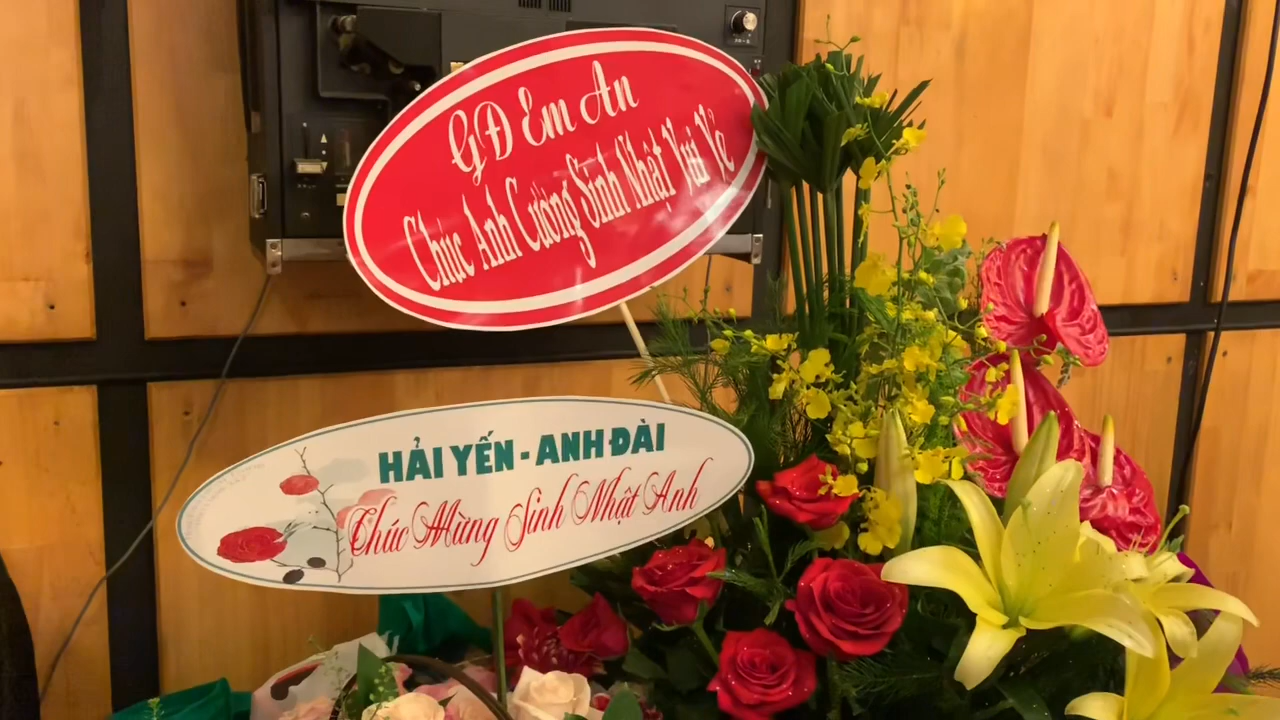 GĐ Em An
Chúc Anh Cường Sinh Nhật Vui Vẻ
HẢI YẾN - ANH ĐÀI
Chúc Mừng Sinh Nhật Anh